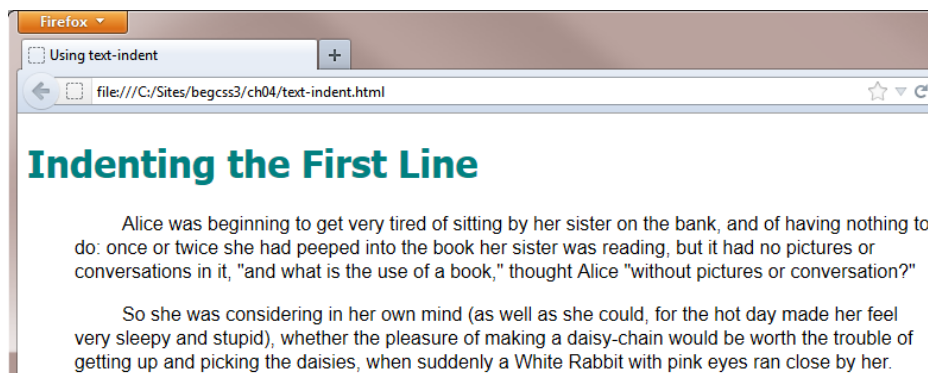 Firefox
Using text-indent
file:///C:/Sites/begcss3/ch04/text-indent.html
Indenting the First Line
Alice was beginning to get very tired of sitting by her sister on the bank, and of having nothing to
do: once or twice she had peeped into the book her sister was reading, but it had no pictures or
conversations in it, "and what is the use of a book," thought Alice "without pictures or conversation?"
So she was considering in her own mind (as well as she could, for the hot day made her feel
very sleepy and stupid), whether the pleasure of making a daisy-chain would be worth the trouble of
getting up and picking the daisies, when suddenly a White Rabbit with pink eyes ran close by her.